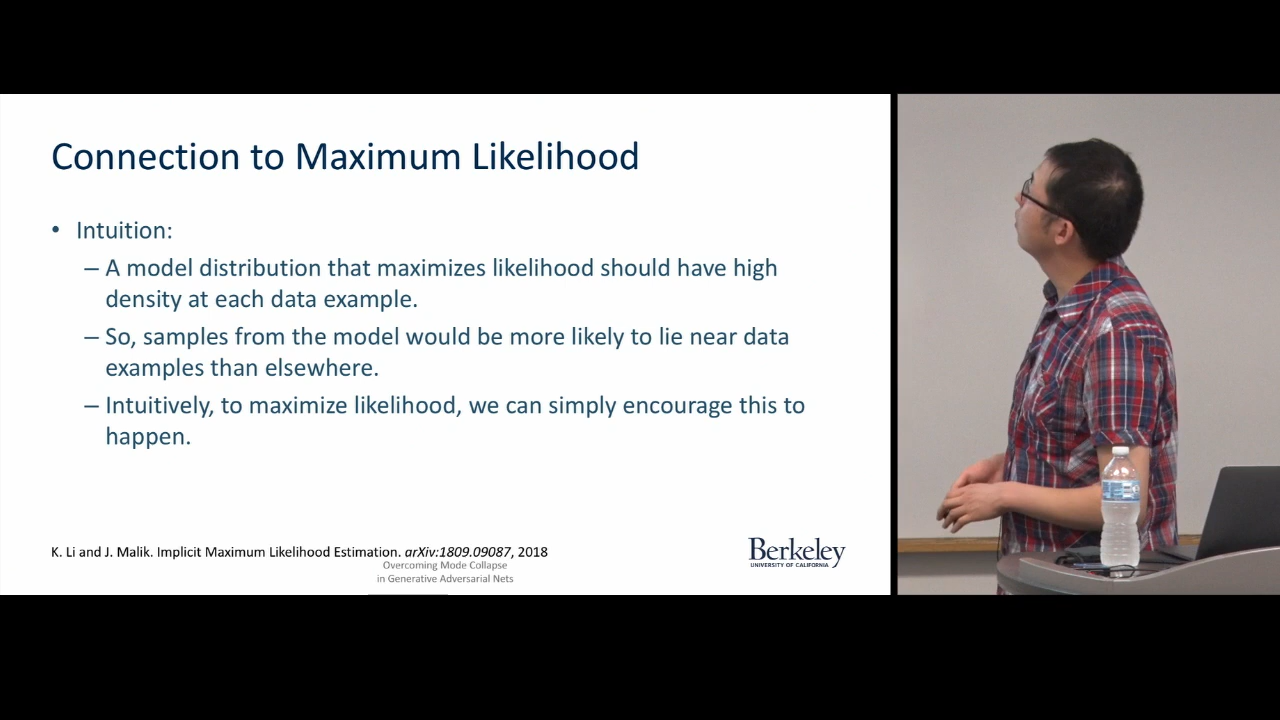 Connection to Maximum Likelihood
• Intuition:
– A model distribution that maximizes likelihood should have high
density at each data example.
– So, samples from the model would be more likely to lie near data
examples than elsewhere.
– Intuitively, to maximize likelihood, we can simply encourage this to
happen.
K. Li and J. Malik. Implicit Maximum Likelihood Estimation. arXiv:1809.09087, 2018
Overcoming Mode Collapse
in Generative Adversarial Nets
Berkeley
UNIVERSITY OF CALIFORNIA